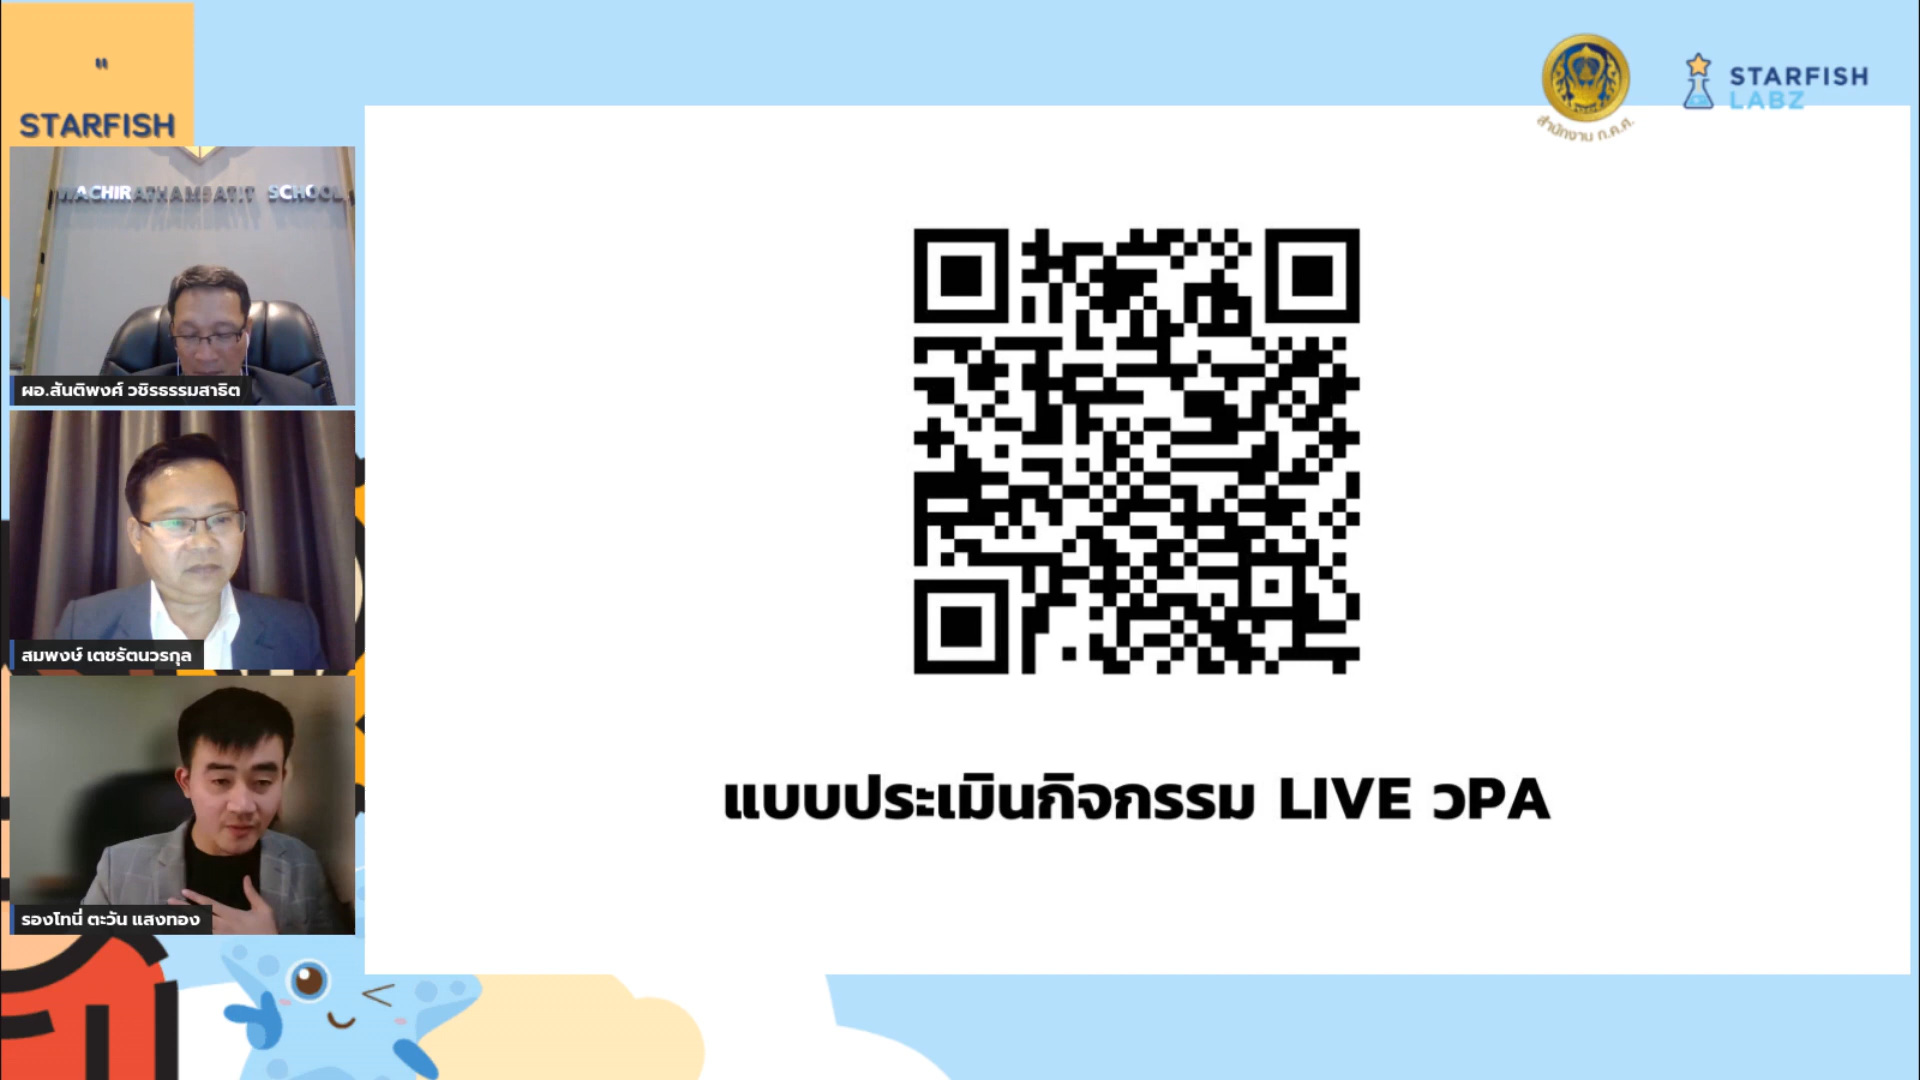 "
STARFISH
WACHIRATHAMSATIT SCHOOL
ผอ.สันติพงศ์ วชิรธรรมสาธิต
สมพงษ์ เตชรัตนวรกุล
รองโทนี่ ตะวัน แสงทอง
สำนักงาน ก.ค.ศ.
STARFISH
LABZ
แบบประเมินกิจกรรม LIVE วPA